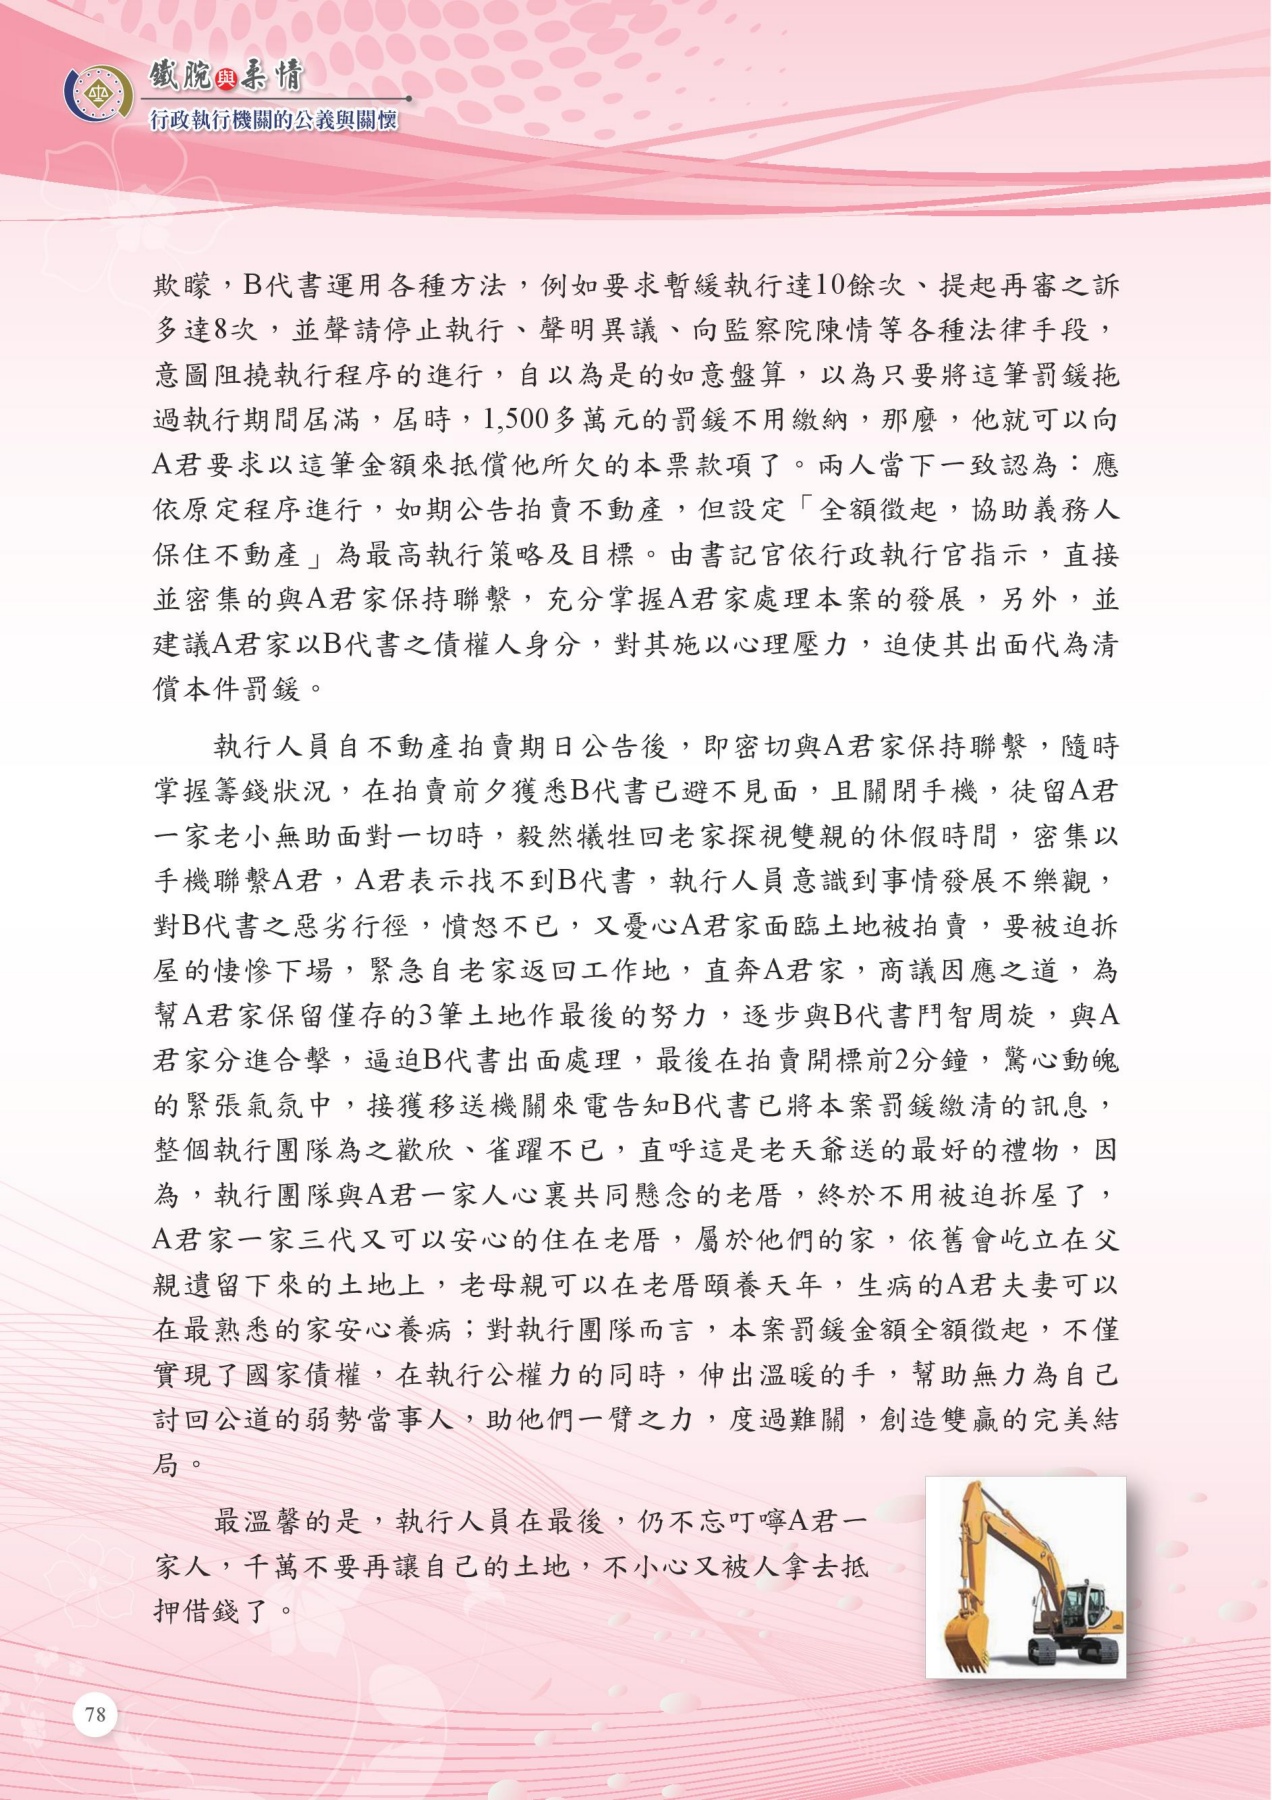 鐵腕與柔情
行政執行機關的公義與關懷
欺曚，B代書運用各種方法，例如要求暫緩執行達10餘次、提起再審之訴
多達8次，並聲請停止執行、聲明異議、向監察院陳情等各種法律手段，
意圖阻撓執行程序的進行，自以為是的如意盤算，以為只要將這筆罰鍰拖
過執行期間屆滿，屆時，1,500多萬元的罰鍰不用繳納，那麼，他就可以向
A君要求以這筆金額來抵償他所欠的本票款項了。兩人當下一致認為：應
依原定程序進行，如期公告拍賣不動產，但設定「全額徵起，協助義務人
保住不動產」為最高執行策略及目標。由書記官依行政執行官指示，直接
並密集的與A君家保持聯繫，充分掌握A君家處理本案的發展，另外，並
建議A君家以B代書之債權人身分，對其施以心理壓力，迫使其出面代為清
償本件罰鍰。
執行人員自不動產拍賣期日公告後，即密切與A君家保持聯繫，隨時
掌握籌錢狀況，在拍賣前夕獲悉B代書已避不見面，且關閉手機，徒留A君
一家老小無助面對一切時，毅然犧牲回老家探視雙親的休假時間，密集以
手機聯繫A君，A君表示找不到B代書，執行人員意識到事情發展不樂觀，
對B代書之惡劣行徑，憤怒不已，又憂心A君家面臨土地被拍賣，要被迫拆
屋的悽慘下場，緊急自老家返回工作地，直奔A君家，商議因應之道，為
幫A君家保留僅存的3筆土地作最後的努力，逐步與B代書鬥智周旋，與A
君家分進合擊，逼迫B代書出面處理，最後在拍賣開標前2分鐘，驚心動魄
的緊張氣氛中，接獲移送機關來電告知B代書已將本案罰鍰繳清的訊息，
整個執行團隊為之歡欣、雀躍不已，直呼這是老天爺送的最好的禮物，因
為，執行團隊與A君一家人心裏共同懸念的老厝，終於不用被迫拆屋了，
A君家一家三代又可以安心的住在老厝，屬於他們的家，依舊會屹立在父
親遺留下來的土地上，老母親可以在老厝頤養天年，生病的A君夫妻可以
在最熟悉的家安心養病；對執行團隊而言，本案罰鍰金額全額徵起，不僅
實現了國家債權，在執行公權力的同時，伸出溫暖的手，幫助無力為自己
討回公道的弱勢當事人，助他們一臂之力，度過難關，創造雙贏的完美結
局。
最溫馨的是，執行人員在最後，仍不忘叮嚀A君一
家人，千萬不要再讓自己的土地，不小心又被人拿去抵
押借錢了。
78